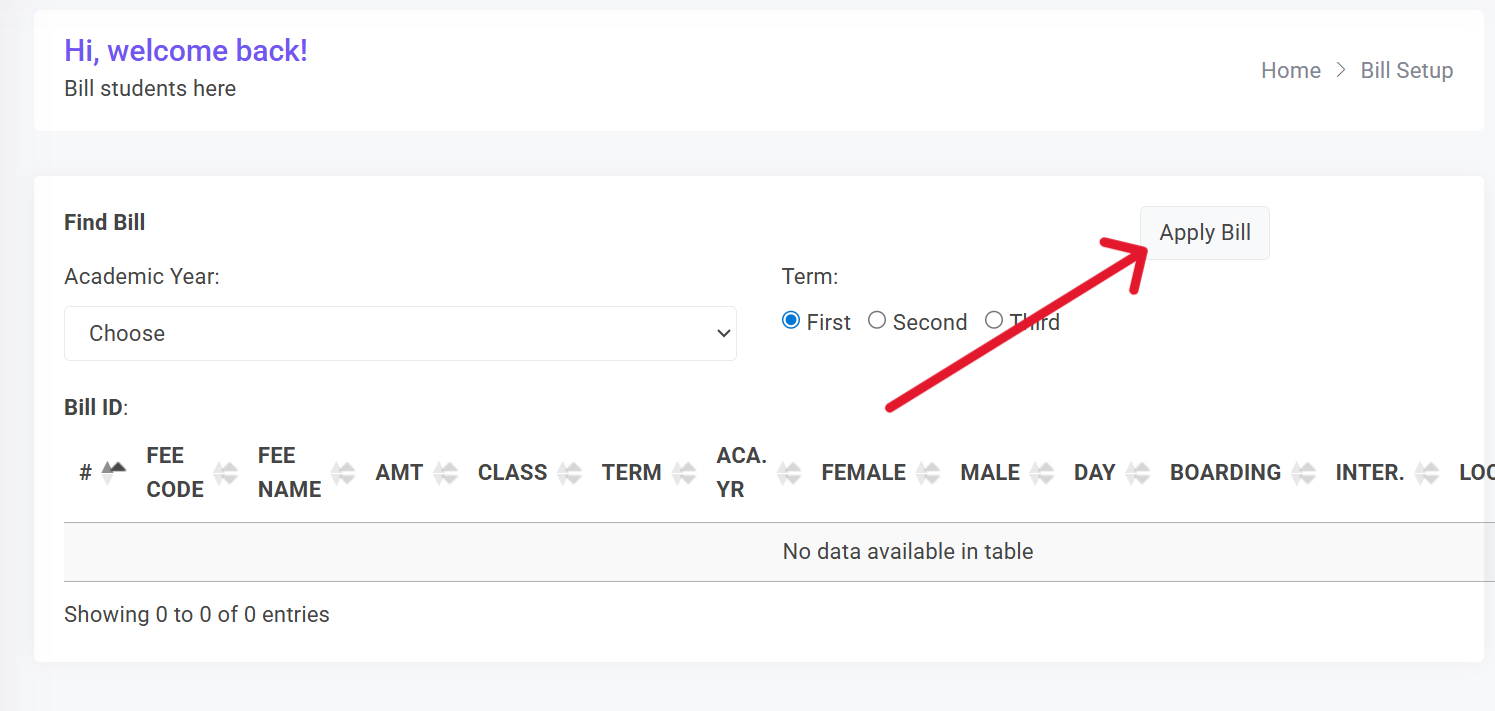 Hi, welcome back!
Bill students here
Home > Bill Setup
Find Bill
Apply Bill
Academic Year:
Term:
Choose
First Second Third
Bill ID:
# FEE CODE FEE NAME AMT CLASS TERM ACA. YR FEMALE MALE DAY BOARDING INTER.
No data available in table
Showing 0 to 0 of 0 entries